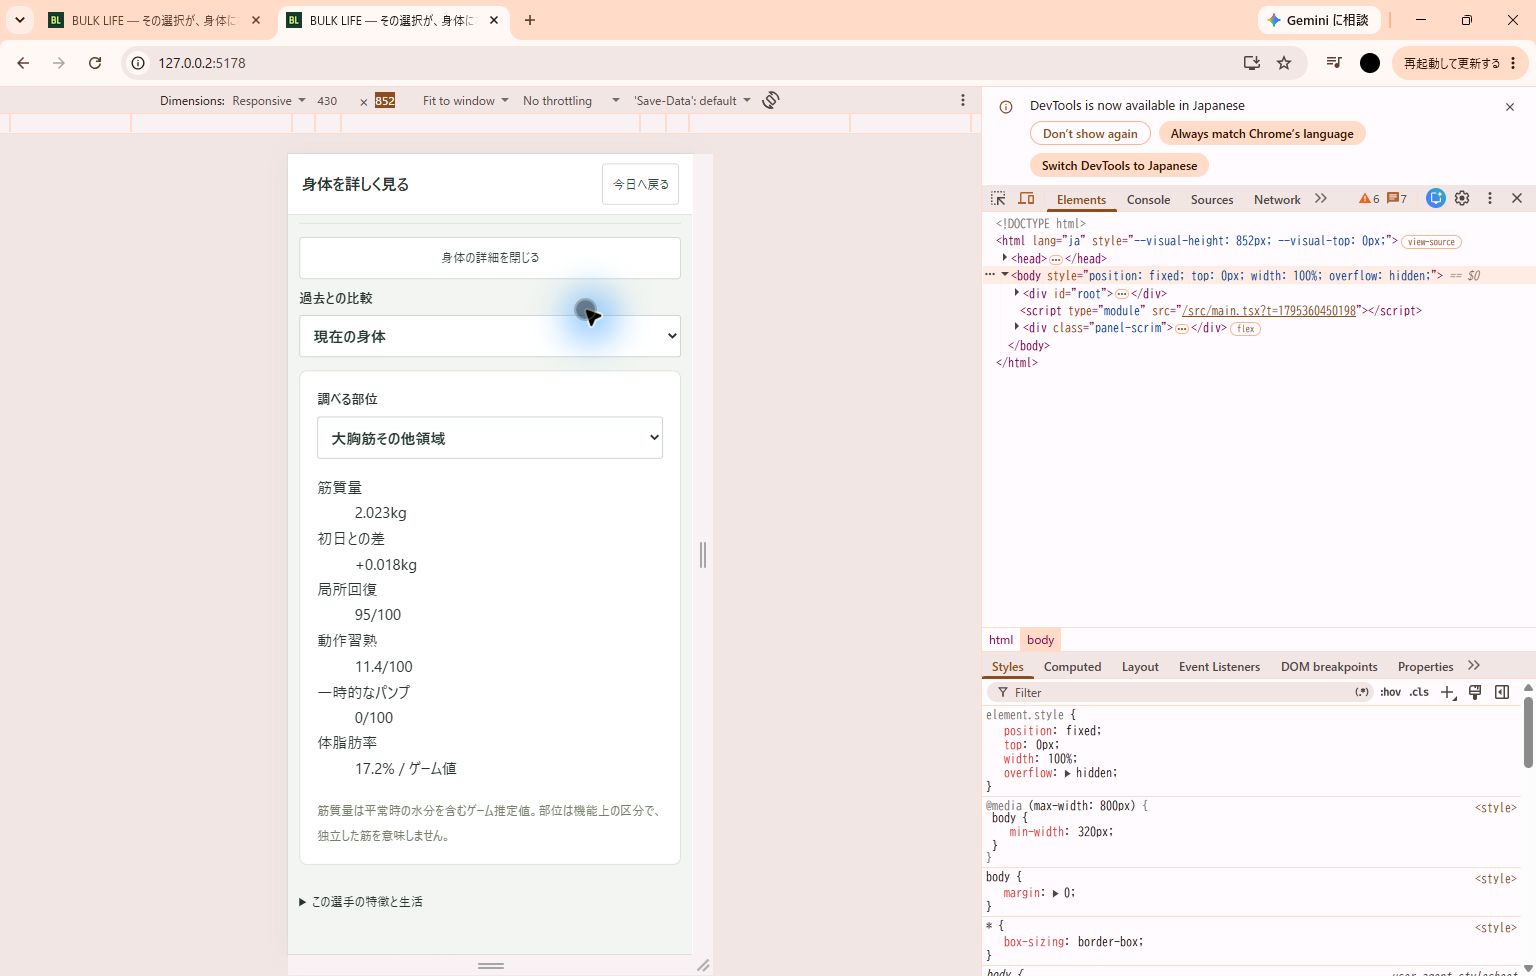 BL BULK LIFE — その選択が、身体に
BL BULK LIFE — その選択が、身体に
Gemini に相談
127.0.0.2:5178
再起動して更新する
Dimensions: Responsive 430 × 852 Fit to window No throttling 'Save-Data': default
DevTools is now available in Japanese
Don't show again Always match Chrome's language
Switch DevTools to Japanese
身体を詳しく見る
今日へ戻る
身体の詳細を閉じる
過去との比較
現在の身体
調べる部位
大胸筋その他領域
筋質量
2.023kg
初日との差
+0.018kg
局所回復
95/100
動作習熟
11.4/100
一時的なパンプ
0/100
体脂肪率
17.2% / ゲーム値
筋質量は平常時の水分を含むゲーム推定値。部位は機能上の区分で、
独立した筋を意味しません。
▶ この選手の特徴と生活
Elements Console Sources Network 6 7
<!DOCTYPE html>
<html lang="ja" style="--visual-height: 852px; --visual-top: 0px;"> view-source
<head> </head>
<body style="position: fixed; top: 0px; width: 100%; overflow: hidden;"> == $0
<div id="root"> </div>
<script type="module" src="/src/main.tsx?t=1795360450198"></script>
<div class="panel-scrim"> </div> flex
</body>
</html>
html body
Styles Computed Layout Event Listeners DOM breakpoints Properties
Filter :hov .cls
element.style {
position: fixed;
top: 0px;
width: 100%;
overflow: hidden;
}
@media (max-width: 800px) { <style>
body {
min-width: 320px;
}
}
body { <style>
margin: 0;
}
* { <style>
box-sizing: border-box;
}
body { user agent stylesheet